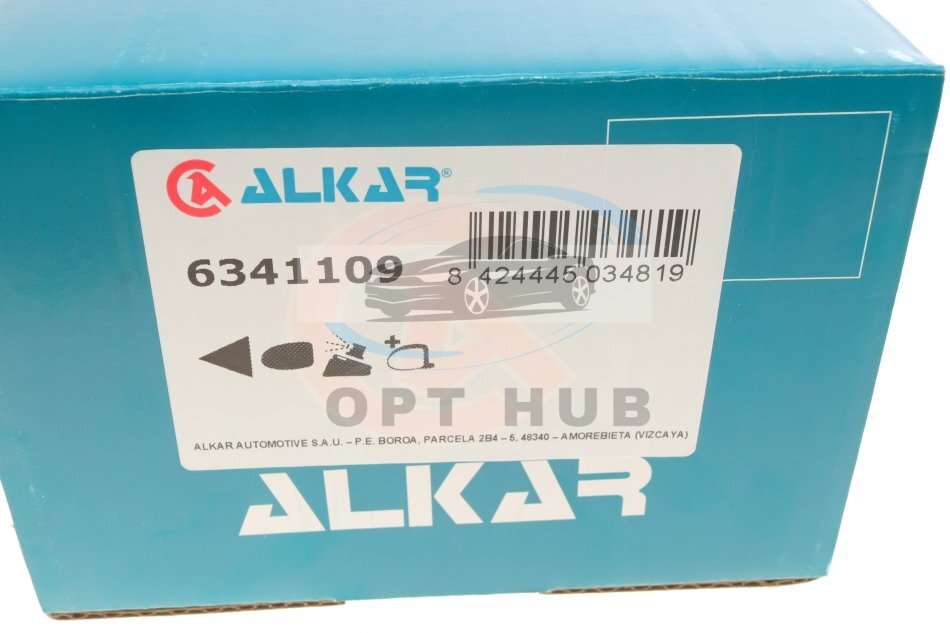 ALKAR®
6341109
8 424445 034819
OPT HUB
ALKAR AUTOMOTIVE S.A.U. – P.E. BOROA, PARCELA 2B4 – 5, 48340 – AMOREBIETA (VIZCAYA)
ALKAR